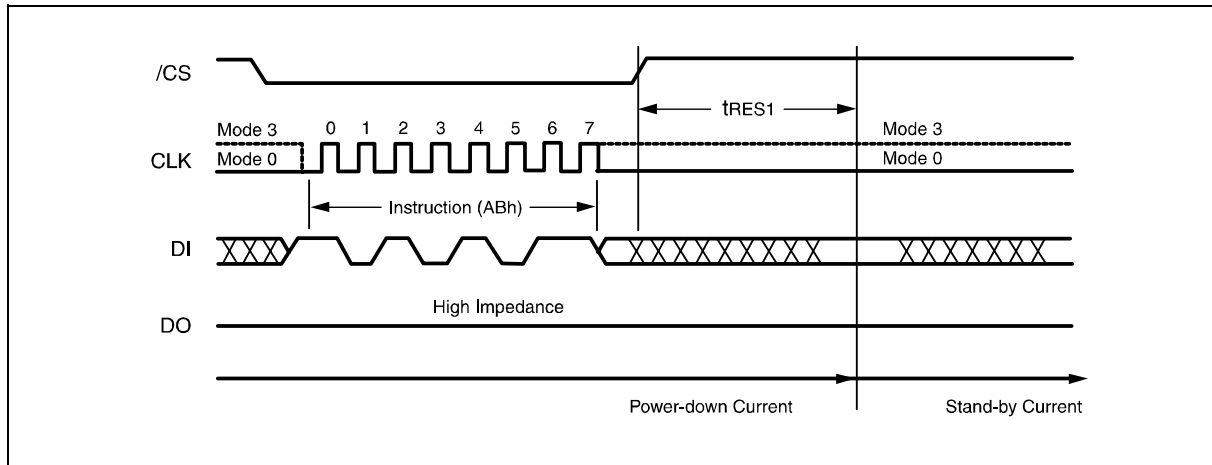 /CS
tRES1
Mode 3 0 1 2 3 4 5 6 7 Mode 3
CLK
Mode 0 Mode 0
Instruction (ABh)
DI
High Impedance
DO
Power-down Current Stand-by Current